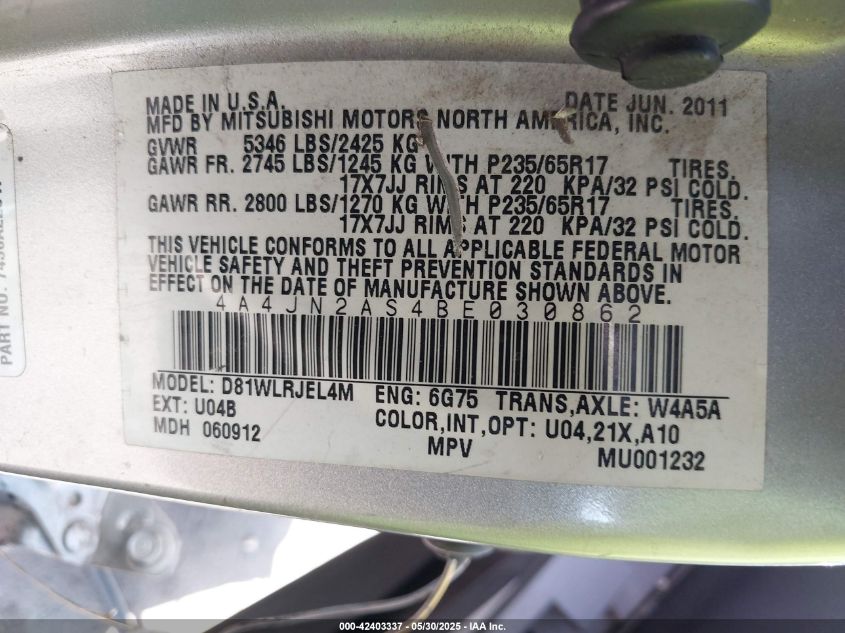 MADE IN U.S.A. DATE JUN. 2011
MFD BY MITSUBISHI MOTORS NORTH AMERICA, INC.
GVWR 5346 LBS/2425 KG
GAWR FR. 2745 LBS/1245 KG WITH P235/65R17 TIRES,
17X7JJ RIMS AT 220 KPA/32 PSI COLD.
GAWR RR. 2800 LBS/1270 KG WITH P235/65R17 TIRES,
17X7JJ RIMS AT 220 KPA/32 PSI COLD.
THIS VEHICLE CONFORMS TO ALL APPLICABLE FEDERAL MOTOR
VEHICLE SAFETY AND THEFT PREVENTION STANDARDS IN
EFFECT ON THE DATE OF MANUFACTURE SHOWN ABOVE.
4A4JN2AS4BE030862
MODEL: D81WLRJEL4M ENG: 6G75 TRANS,AXLE: W4A5A
EXT: U04B COLOR,INT,OPT: U04,21X,A10
MDH 060912 MPV MU001232
PART NO.
000-42403337 - 05/30/2025 - IAA Inc.